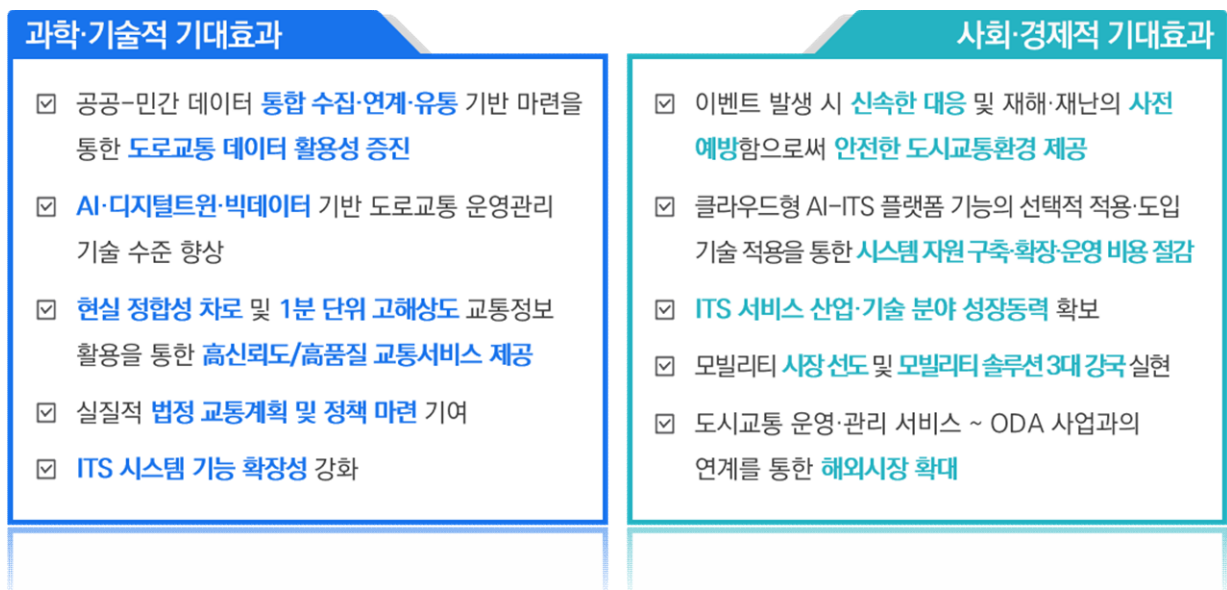 과학·기술적 기대효과
공공-민간 데이터 통합 수집·연계·유통 기반 마련을
통한 도로교통 데이터 활용성 증진
AI·디지털트윈·빅데이터 기반 도로교통 운영관리
기술 수준 향상
현실 정합성 차로 및 1분 단위 고해상도 교통정보
활용을 통한 高신뢰도/高품질 교통서비스 제공
실질적 법정 교통계획 및 정책 마련 기여
ITS 시스템 기능 확장성 강화
사회·경제적 기대효과
이벤트 발생 시 신속한 대응 및 재해·재난의 사전
예방함으로써 안전한 도시교통환경 제공
클라우드형 AI-ITS 플랫폼 기능의 선택적 적용·도입
기술 적용을 통한 시스템 자원 구축·확장·운영 비용 절감
ITS 서비스 산업·기술 분야 성장동력 확보
모빌리티 시장 선도 및 모빌리티 솔루션 3대 강국 실현
도시교통 운영·관리 서비스 ~ ODA 사업과의
연계를 통한 해외시장 확대